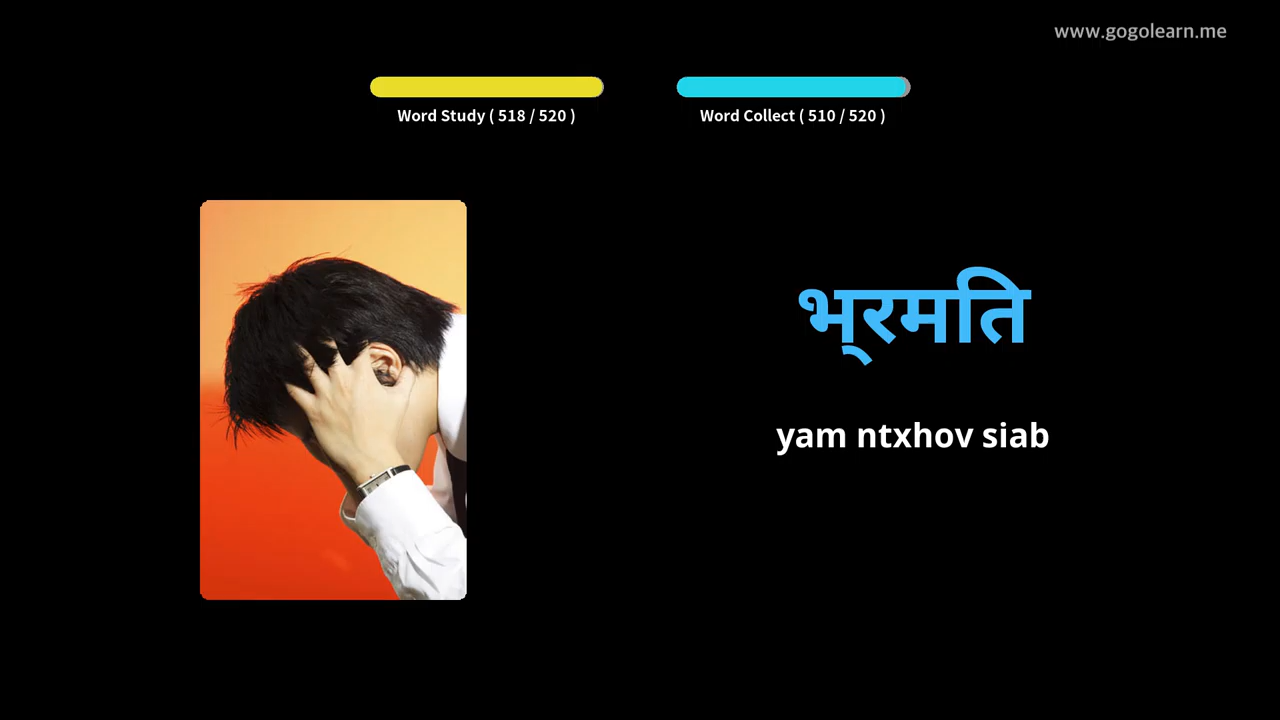 www.gogolearn.me
Word Study ( 518 / 520 )
Word Collect ( 510 / 520 )
भ्रमति
yam ntxhov siab